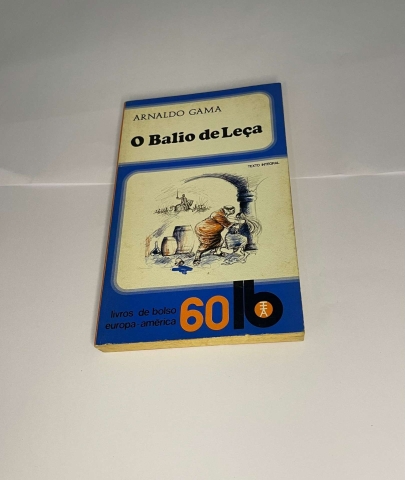 ARNALDO GAMA
O Balio de Leça
TEXTO INTEGRAL
livros de bolso
europa-américa
60
lb